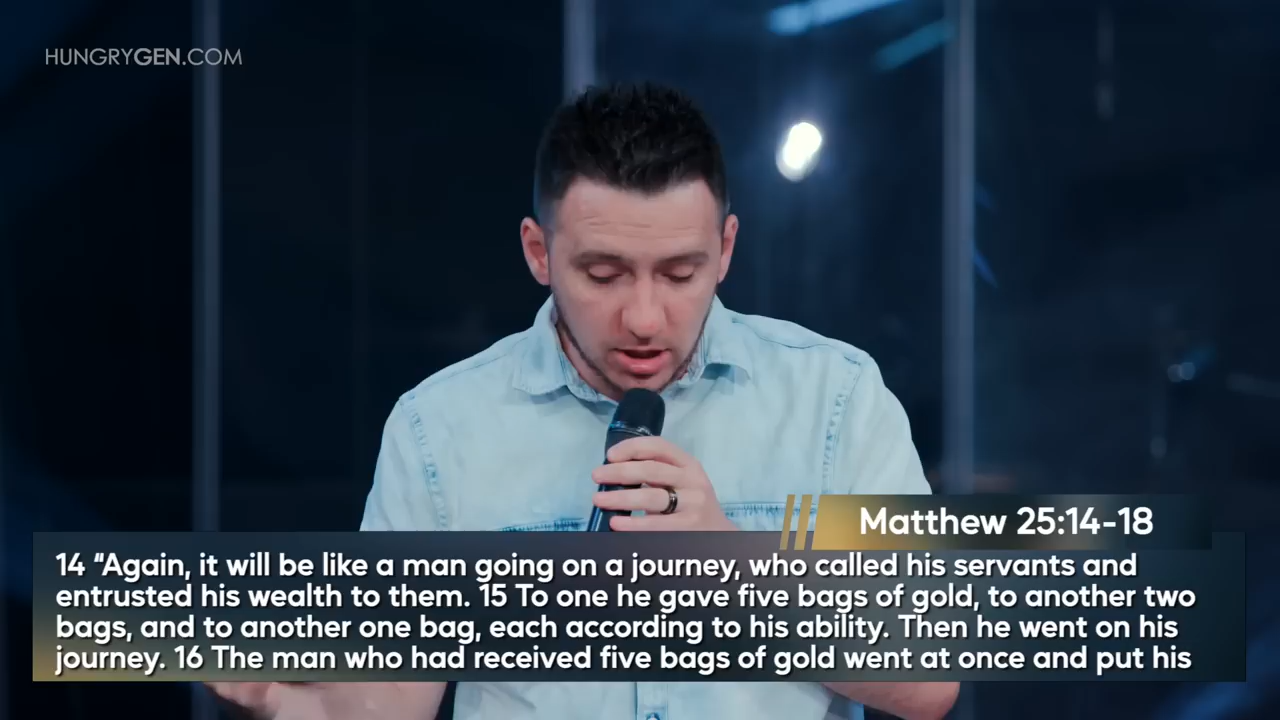 HUNGRYGEN.COM
Matthew 25:14-18
14 “Again, it will be like a man going on a journey, who called his servants and
entrusted his wealth to them. 15 To one he gave five bags of gold, to another two
bags, and to another one bag, each according to his ability. Then he went on his
journey. 16 The man who had received five bags of gold went at once and put his